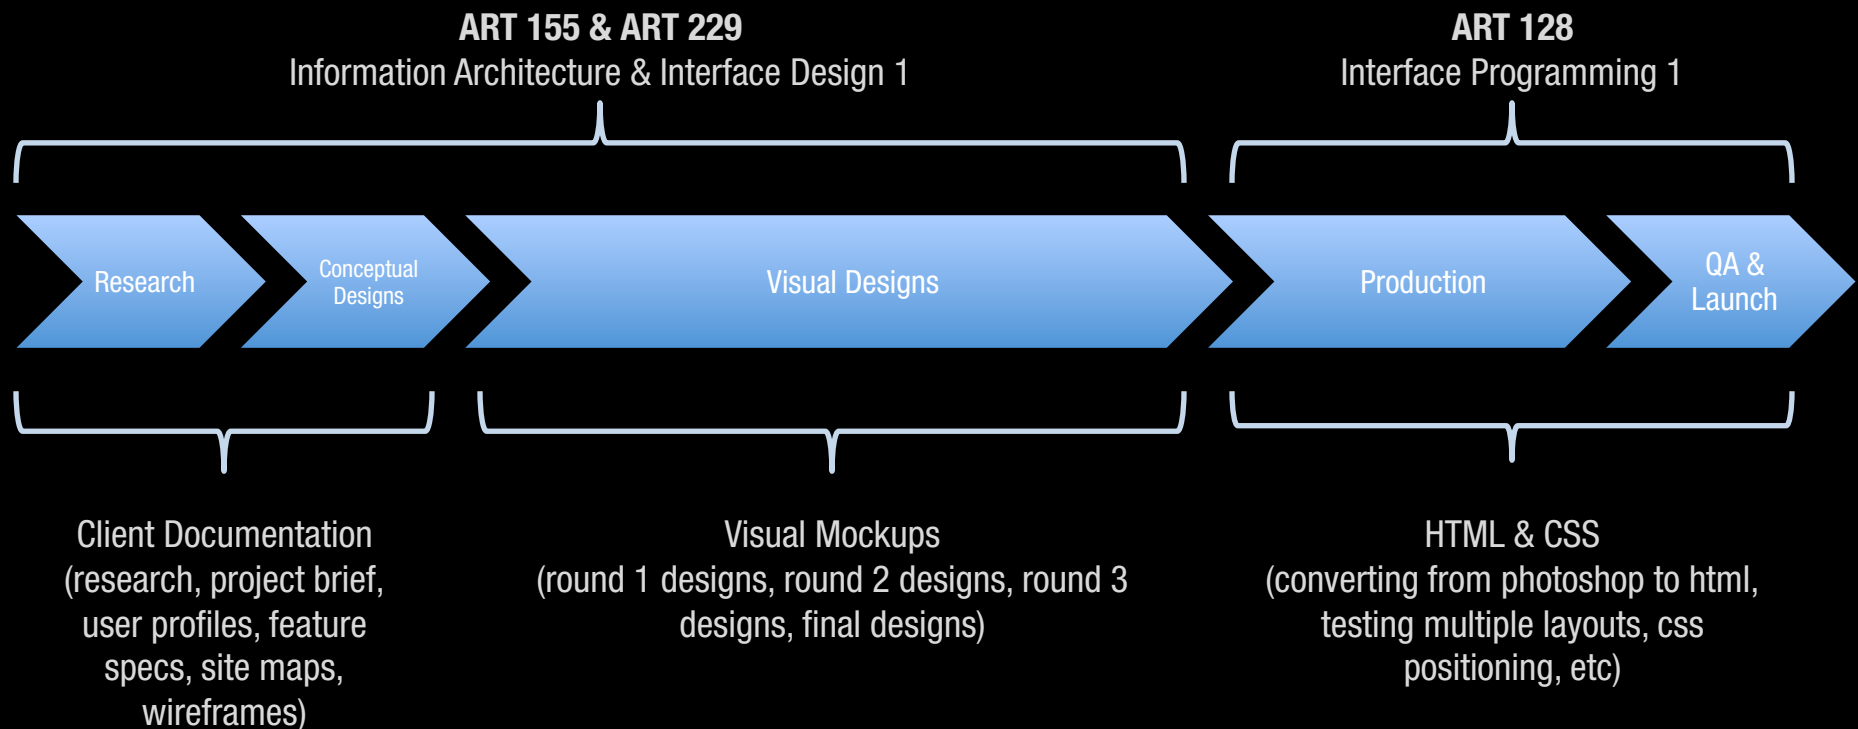 ART 155 & ART 229
Information Architecture & Interface Design 1
ART 128
Interface Programming 1
Research
Conceptual
Designs
Visual Designs
Production
QA &
Launch
Client Documentation
(research, project brief,
user profiles, feature
specs, site maps,
wireframes)
Visual Mockups
(round 1 designs, round 2 designs, round 3
designs, final designs)
HTML & CSS
(converting from photoshop to html,
testing multiple layouts, css
positioning, etc)